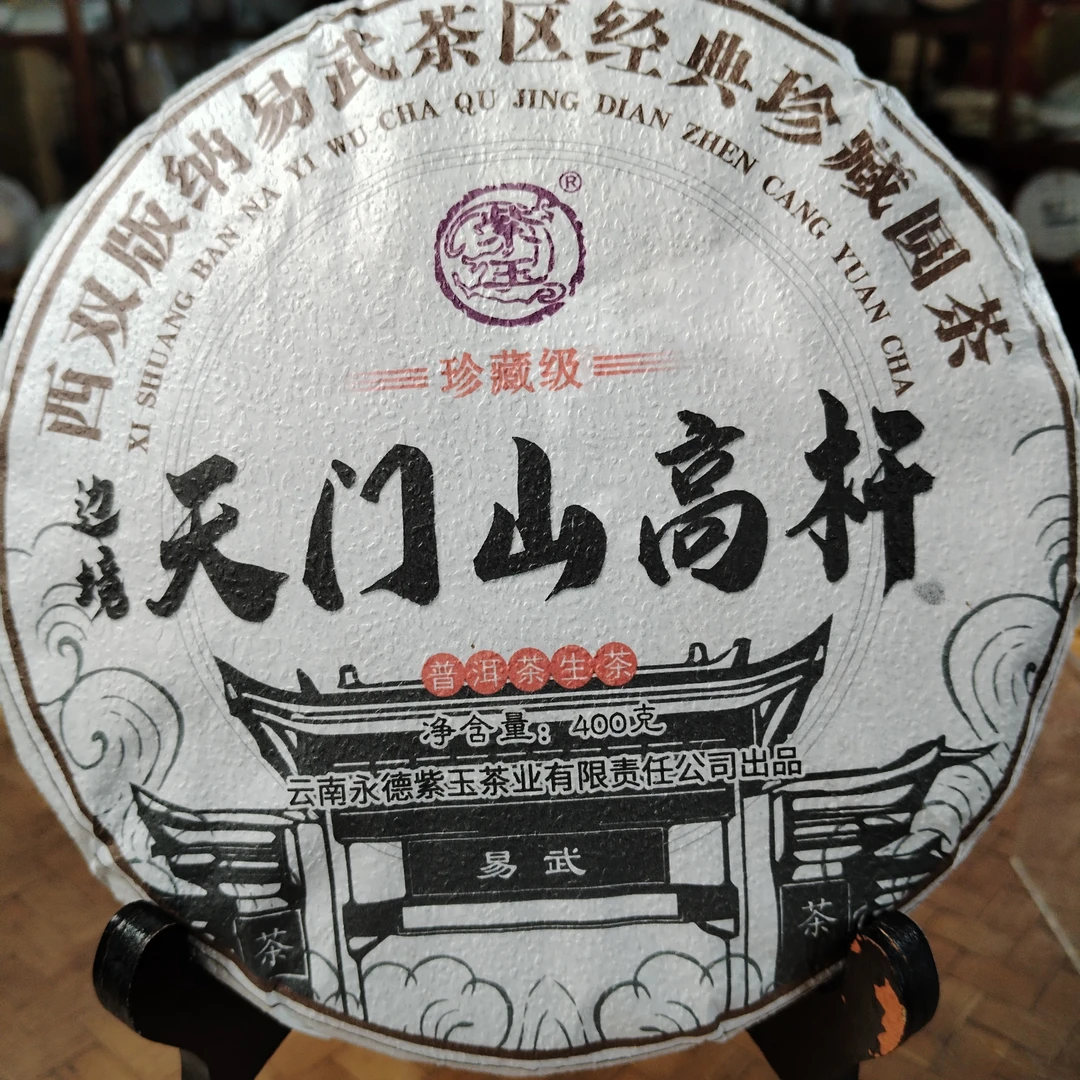 西双版纳易武茶区经典珍藏圆茶
XI SHUANG BAN NA YI WU CHA QU JING DIAN ZHEN CANG YUAN CHA
紫玉
®
珍藏级
边境
天门山高杆
普洱茶生茶
净含量：400克
云南永德紫玉茶业有限责任公司出品
易武
茶
茶